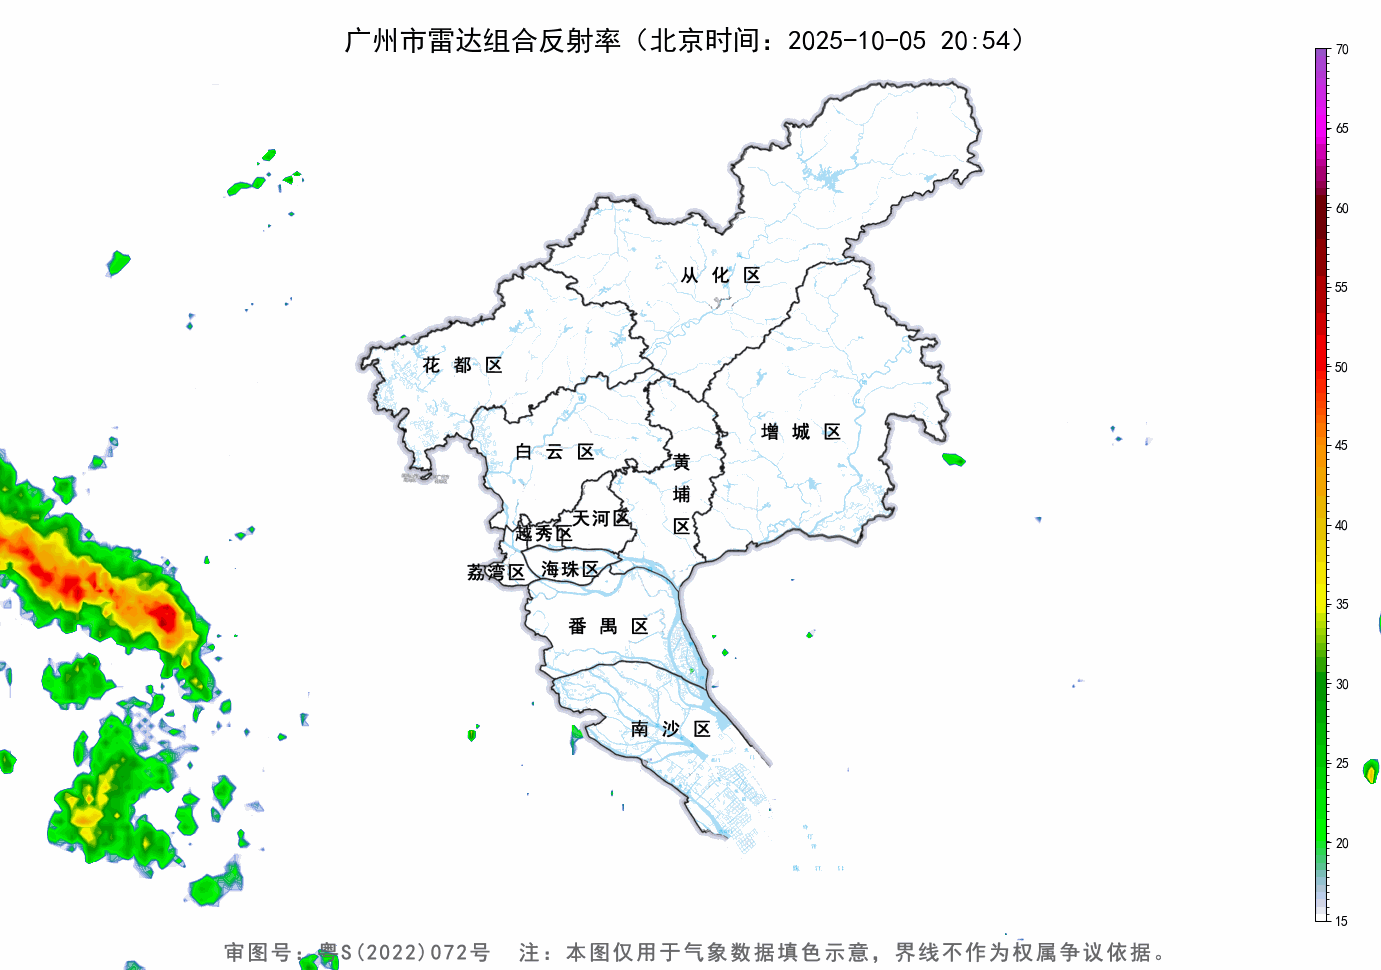 广州市雷达组合反射率（北京时间：2025-10-05 20:54）
70
65
60
55
50
45
40
35
30
25
20
15
从化区
花都区
增城区
白云区
黄埔区
天河区
越秀区
荔湾区
海珠区
番禺区
南沙区
审图号：粤S(2022)072号 注：本图仅用于气象数据填色示意，界线不作为权属争议依据。